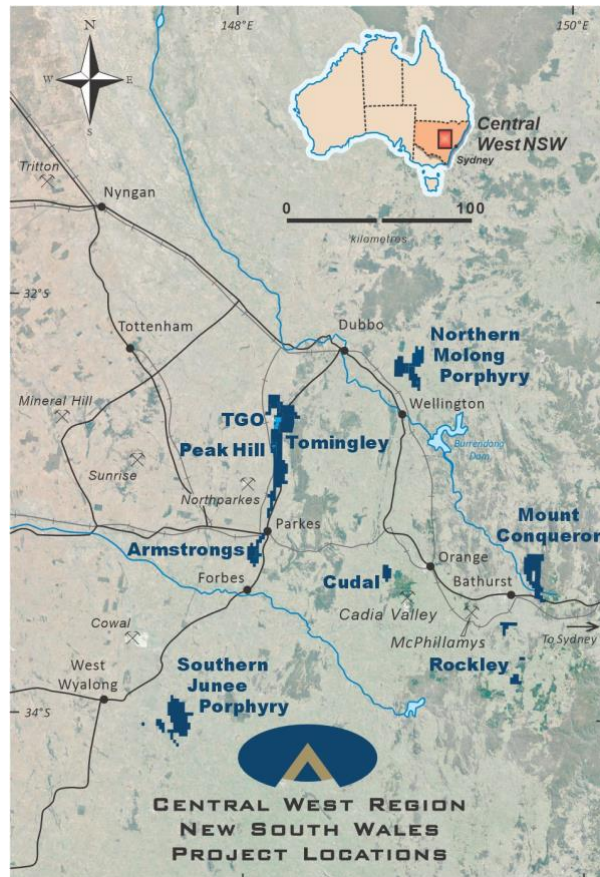 148°E
150°E
N
W
E
S
Central
West NSW
Sydney
0
100
kilometres
Tritton
Nyngan
32°S
Tottenham
Dubbo
Northern
Molong
Porphyry
Mineral Hill
TGO
Tomingley
Wellington
Peak Hill
Burrendong
Dam
Sunrise
Northparkes
Parkes
Mount
Conqueror
Armstrongs
Orange
Forbes
Cudal
Bathurst
Cadia Valley
Cowal
McPhillamys
To Sydney
West
Wyalong
Southern
Junee
Porphyry
Rockley
34°S
Central West Region
New South Wales
Project Locations